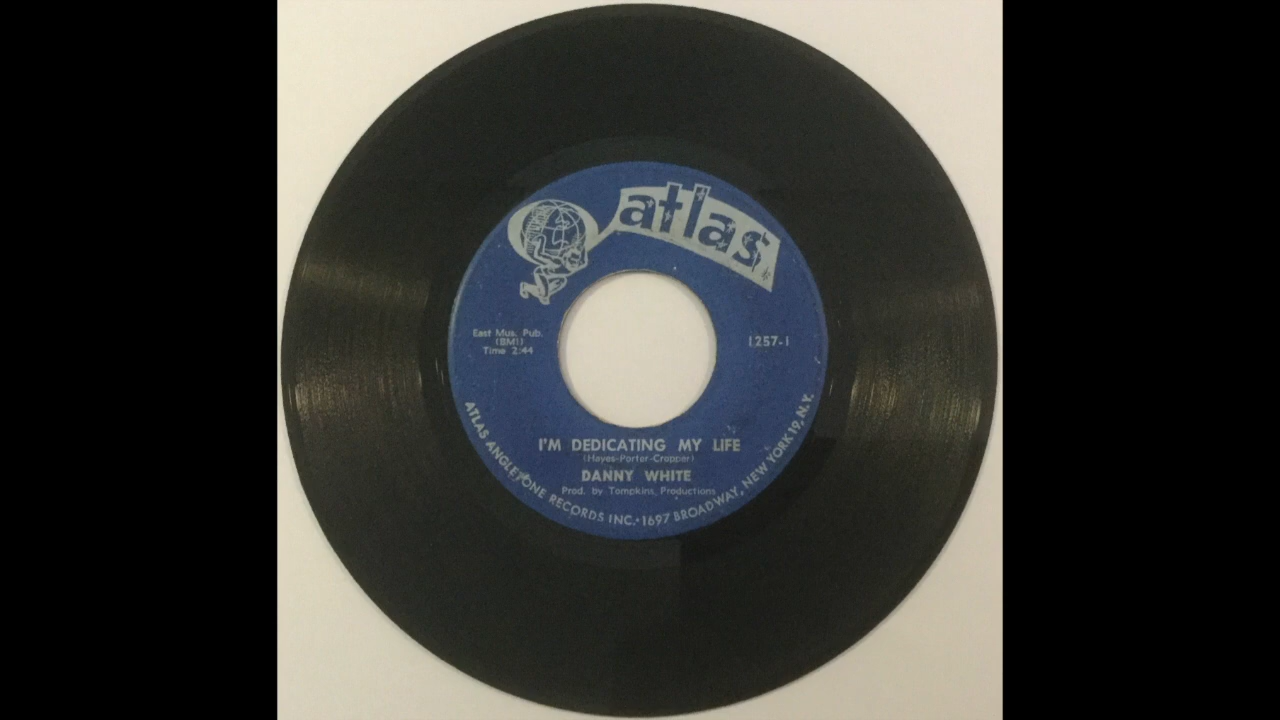 atlas
East Mus. Pub.
(BMI)
Time 2:44
1257-1
I'M DEDICATING MY LIFE
(Hayes-Porter-Cropper)
DANNY WHITE
Prod. by Tompkins, Productions
ATLAS ANGLETONE RECORDS INC.•1697 BROADWAY, NEW YORK 19, N.Y.